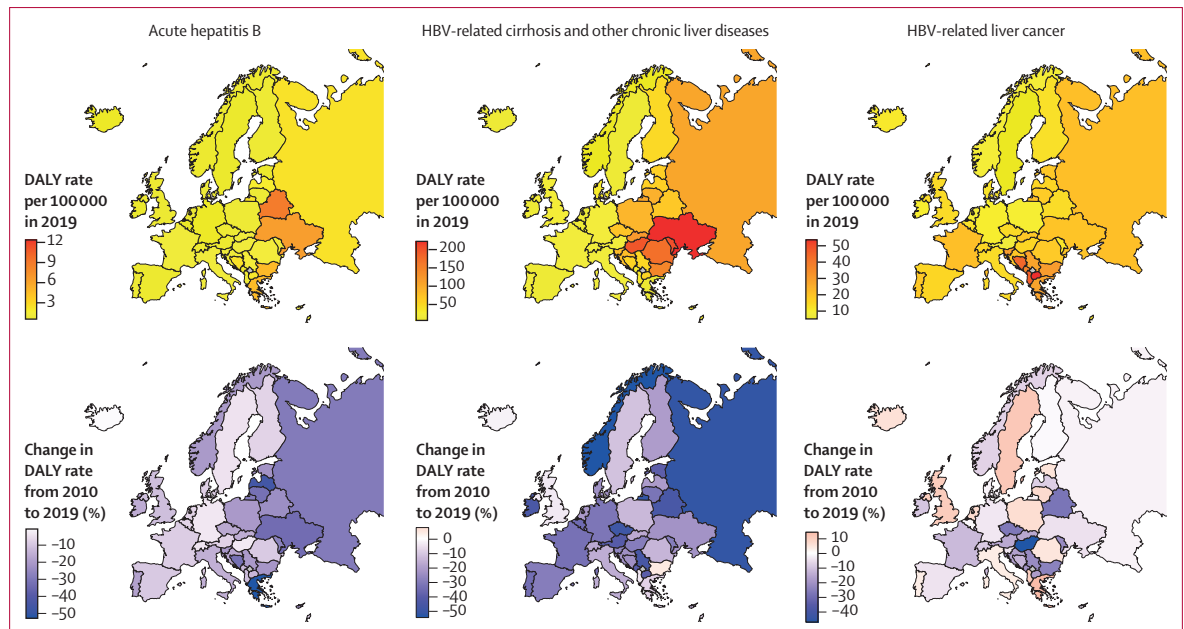 Acute hepatitis B
HBV-related cirrhosis and other chronic liver diseases
HBV-related liver cancer
DALY rate
per 100 000
in 2019
12
9
6
3
DALY rate
per 100 000
in 2019
200
150
100
50
DALY rate
per 100 000
in 2019
50
40
30
20
10
Change in
DALY rate
from 2010
to 2019 (%)
–10
–20
–30
–40
–50
Change in
DALY rate
from 2010
to 2019 (%)
0
–10
–20
–30
–40
–50
Change in
DALY rate
from 2010
to 2019 (%)
10
0
–10
–20
–30
–40